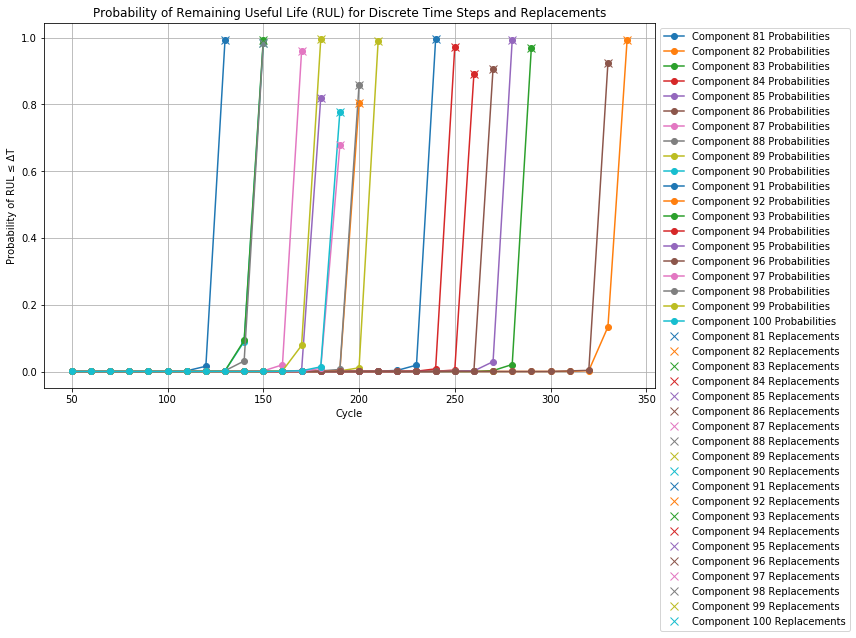 Probability of Remaining Useful Life (RUL) for Discrete Time Steps and Replacements
Probability of RUL ≤ ΔT
1.0
0.8
0.6
0.4
0.2
0.0
50
100
150
200
250
300
350
Cycle
Component 81 Probabilities
Component 82 Probabilities
Component 83 Probabilities
Component 84 Probabilities
Component 85 Probabilities
Component 86 Probabilities
Component 87 Probabilities
Component 88 Probabilities
Component 89 Probabilities
Component 90 Probabilities
Component 91 Probabilities
Component 92 Probabilities
Component 93 Probabilities
Component 94 Probabilities
Component 95 Probabilities
Component 96 Probabilities
Component 97 Probabilities
Component 98 Probabilities
Component 99 Probabilities
Component 100 Probabilities
Component 81 Replacements
Component 82 Replacements
Component 83 Replacements
Component 84 Replacements
Component 85 Replacements
Component 86 Replacements
Component 87 Replacements
Component 88 Replacements
Component 89 Replacements
Component 90 Replacements
Component 91 Replacements
Component 92 Replacements
Component 93 Replacements
Component 94 Replacements
Component 95 Replacements
Component 96 Replacements
Component 97 Replacements
Component 98 Replacements
Component 99 Replacements
Component 100 Replacements